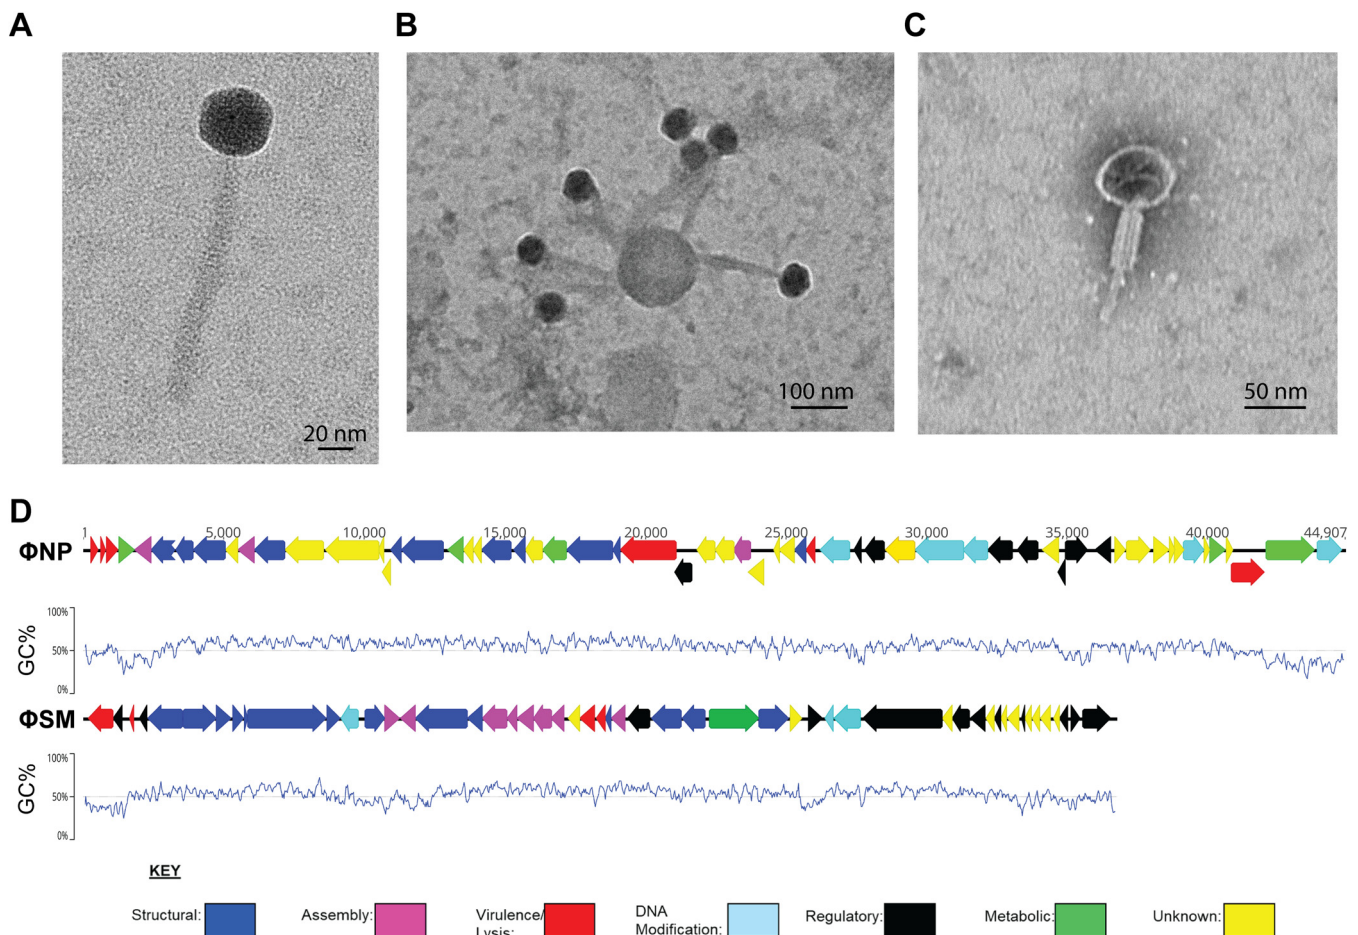 A
B
C
20 nm
100 nm
50 nm
D
1 5,000 10,000 15,000 20,000 25,000 30,000 35,000 40,000 44,907
ΦNP
100%
50%
0%
GC%
ΦSM
100%
50%
0%
GC%
KEY
Structural:
Assembly:
Virulence/
Lysis:
DNA
Modification:
Regulatory:
Metabolic:
Unknown: